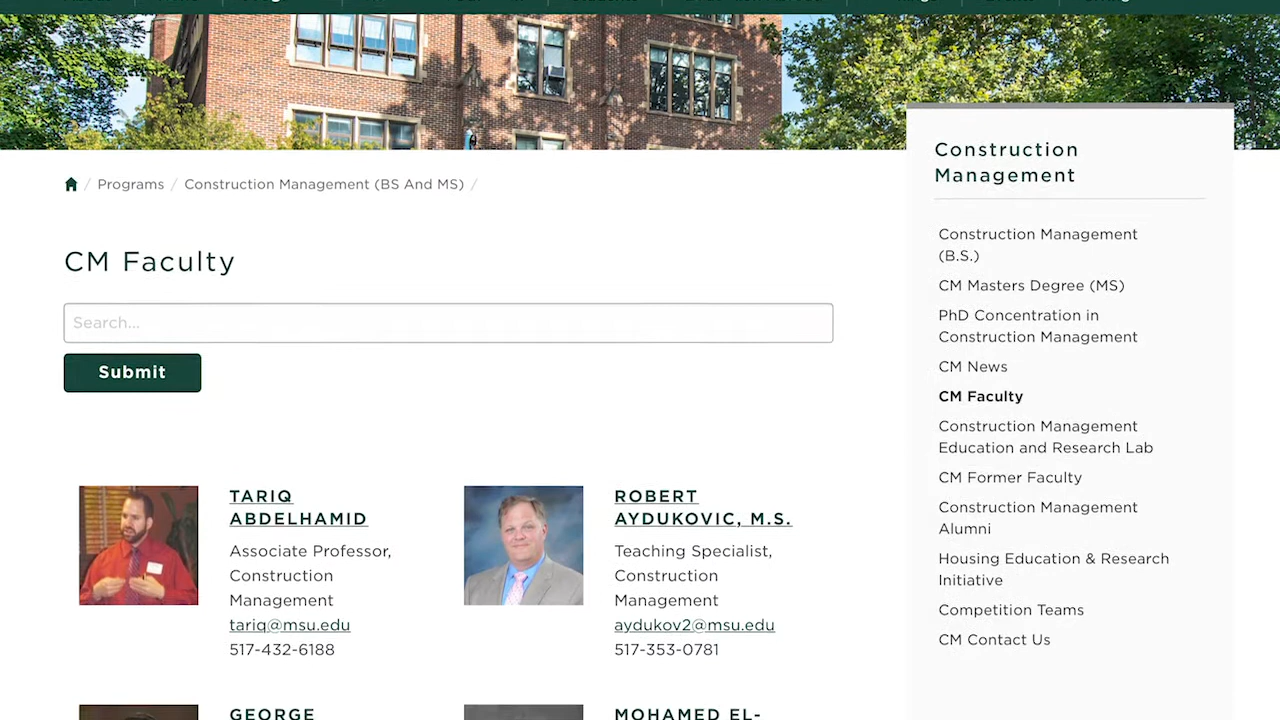 Programs / Construction Management (BS And MS) /
CM Faculty
Search...
Submit
TARIQ
ABDELHAMID
Associate Professor,
Construction
Management
tariq@msu.edu
517-432-6188
ROBERT
AYDUKOVIC, M.S.
Teaching Specialist,
Construction
Management
aydukov2@msu.edu
517-353-0781
GEORGE
MOHAMED EL-
Construction
Management
Construction Management
(B.S.)
CM Masters Degree (MS)
PhD Concentration in
Construction Management
CM News
CM Faculty
Construction Management
Education and Research Lab
CM Former Faculty
Construction Management
Alumni
Housing Education & Research
Initiative
Competition Teams
CM Contact Us